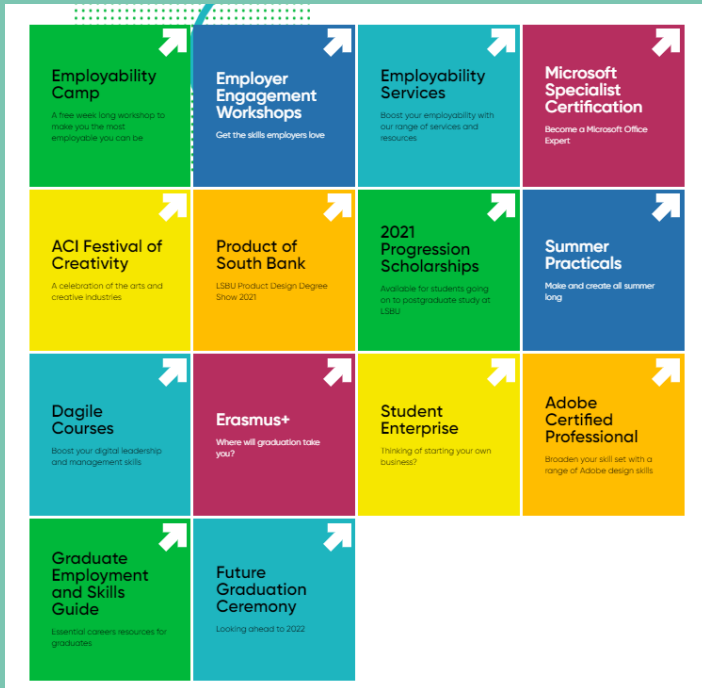 Employability
Camp
A free week long workshop to
make you the most
employable you can be
Employer
Engagement
Workshops
Get the skills employers love
Employability
Services
Boost your employability with
our range of services and
resources
Microsoft
Specialist
Certification
Become a Microsoft Office
Expert
ACI Festival of
Creativity
A celebration of the arts and
creative industries
Product of
South Bank
LSBU Product Design Degree
Show 2021
2021
Progression
Scholarships
Available for students going
on to postgraduate study at
LSBU
Summer
Practicals
Make and create all summer
long
Dagile
Courses
Boost your digital leadership
and management skills
Erasmus+
Where will graduation take
you?
Student
Enterprise
Thinking of starting your own
business?
Adobe
Certified
Professional
Broaden your skill set with a
range of Adobe design skills
Graduate
Employment
and Skills
Guide
Essential careers resources for
graduates
Future
Graduation
Ceremony
Looking ahead to 2022